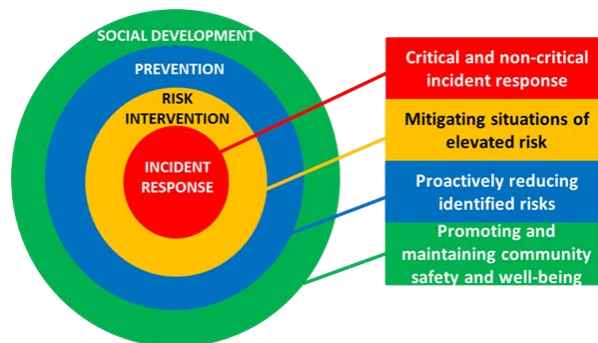 SOCIAL DEVELOPMENT
PREVENTION
RISK
INTERVENTION
INCIDENT
RESPONSE
Critical and non-critical
incident response
Mitigating situations of
elevated risk
Proactively reducing
identified risks
Promoting and
maintaining community
safety and well-being